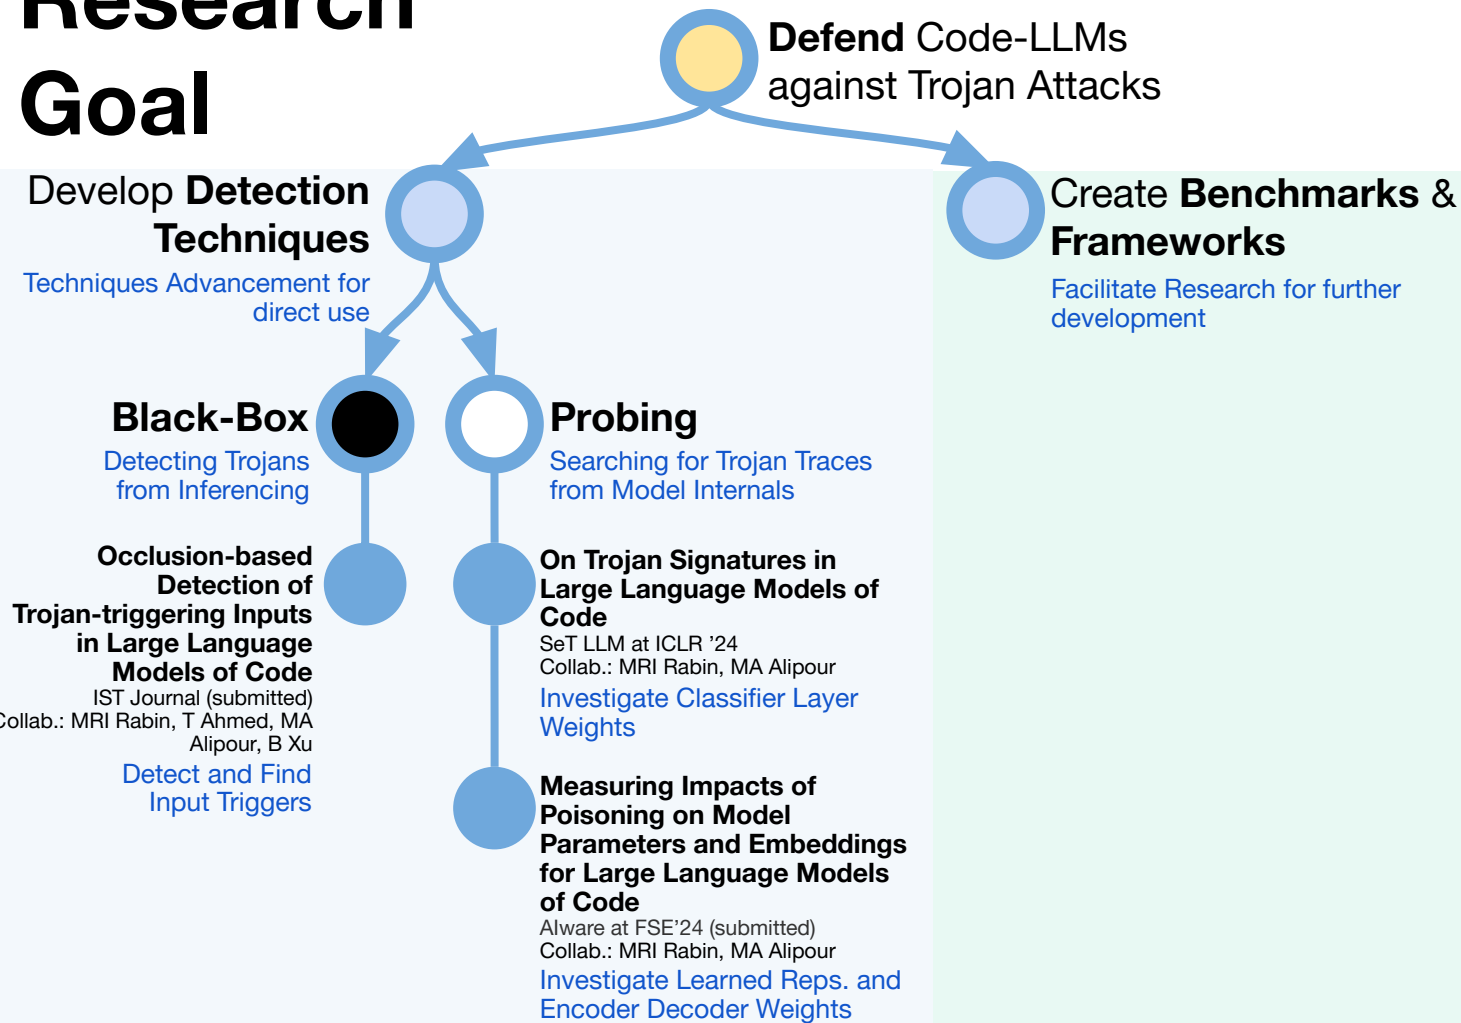 Research
Goal
Defend Code-LLMs
against Trojan Attacks
Develop Detection
Techniques
Techniques Advancement for
direct use
Create Benchmarks &
Frameworks
Facilitate Research for further
development
Black-Box
Detecting Trojans
from Inferencing
Probing
Searching for Trojan Traces
from Model Internals
Occlusion-based
Detection of
Trojan-triggering Inputs
in Large Language
Models of Code
IST Journal (submitted)
Collab.: MRI Rabin, T Ahmed, MA
Alipour, B Xu
Detect and Find
Input Triggers
On Trojan Signatures in
Large Language Models of
Code
SeT LLM at ICLR ’24
Collab.: MRI Rabin, MA Alipour
Investigate Classifier Layer
Weights
Measuring Impacts of
Poisoning on Model
Parameters and Embeddings
for Large Language Models
of Code
AIware at FSE’24 (submitted)
Collab.: MRI Rabin, MA Alipour
Investigate Learned Reps. and
Encoder Decoder Weights